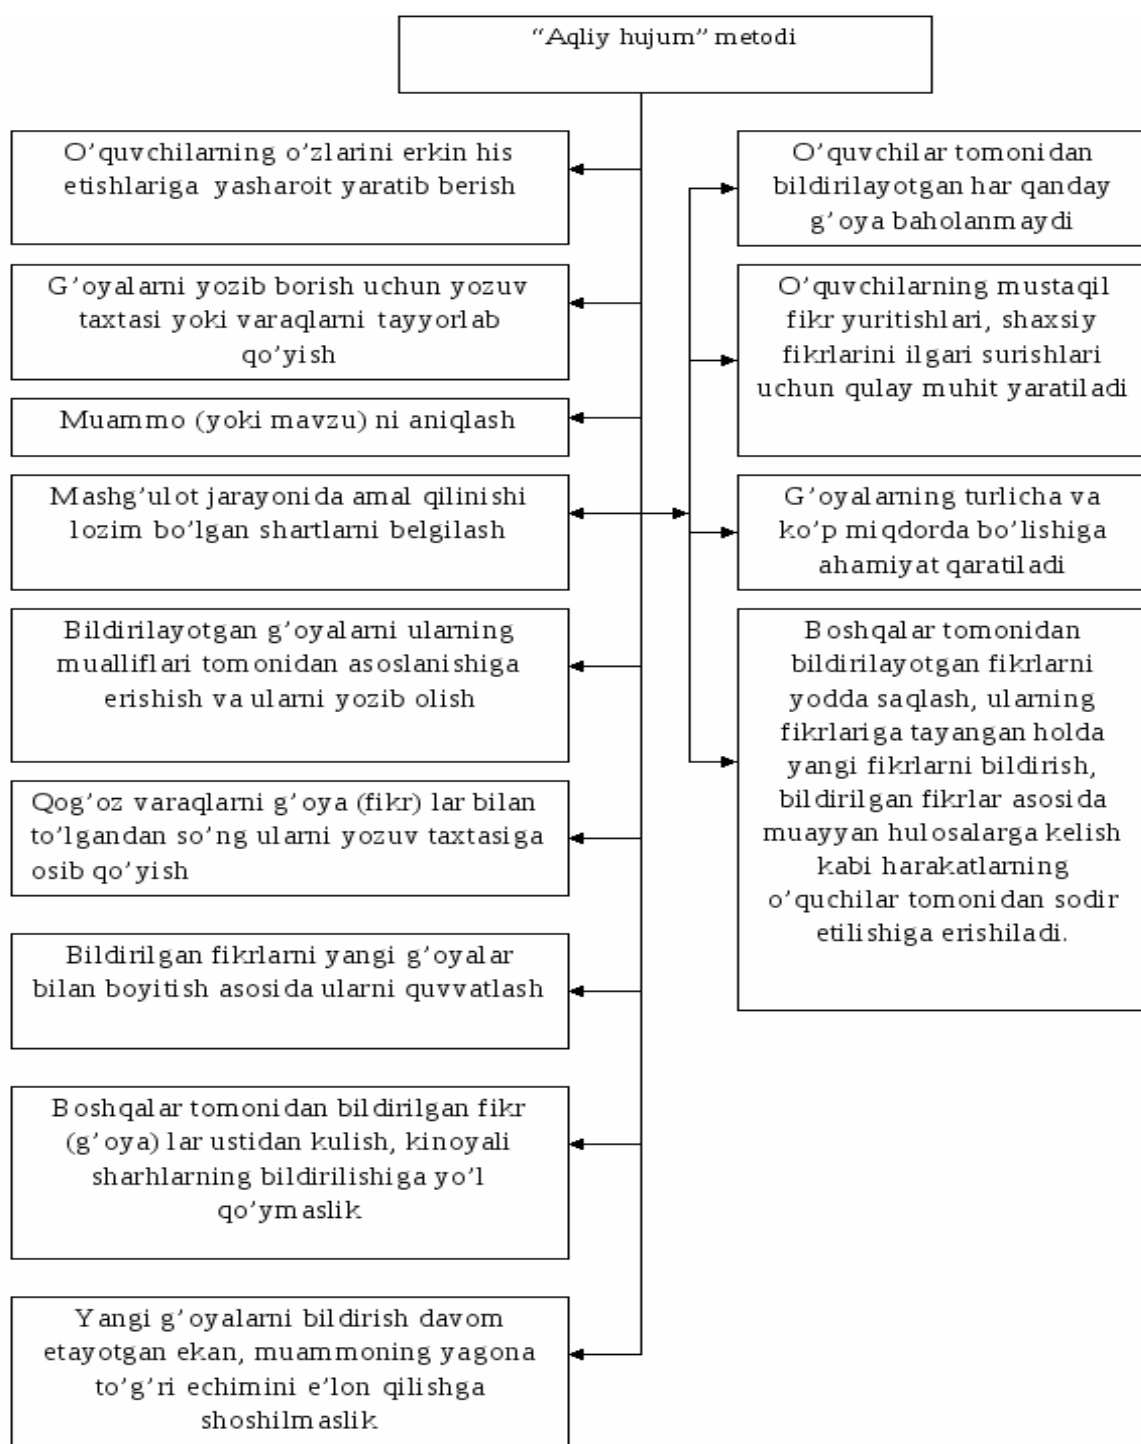 “Aqliy hujum” metodi
O’quvchilarning o’zlarini erkin his
etishlariga yasharoit yaratib berish
G’oyalarni yozib borish uchun yozuv
taxtasi yoki varaqlarni tayyorlab
qo’yish
Muammo (yoki mavzu) ni aniqlash
Mashg’ulot jarayonida amal qilinishi
lozim bo’lgan shartlarni belgilash
Bildirilayotgan g’oyalarni ularning
mualliflari tomonidan asoslanishiga
erishish va ularni yozib olish
Qog’oz varaqlarni g’oya (fikr) lar bilan
to’lgandan so’ng ularni yozuv taxtasiga
osib qo’yish
Bildirilgan fikrlarni yangi g’oyalar
bilan boyitish asosida ularni quvvatlash
Boshqalar tomonidan bildirilgan fikr
(g’oya) lar ustidan kulish, kinoyali
sharhlarning bildirilishiga yo’l
qo’ymaslik
Yangi g’oyalarni bildirish davom
etayotgan ekan, muammoning yagona
to’g’ri echimini e’lon qilishga
shoshilmaslik
O’quvchilar tomonidan
bildirilayotgan har qanday
g’oya baholanmaydi
O’quvchilarning mustaqil
fikr yuritishlari, shaxsiy
fikrlarini ilgari surishlari
uchun qulay muhit yaratiladi
G’oyalarning turlicha va
ko’p miqdorda bo’lishiga
ahamiyat qaratiladi
Boshqalar tomonidan
bildirilayotgan fikrlarni
yodda saqlash, ularning
fikrlariga tayangan holda
yangi fikrlarni bildirish,
bildirilgan fikrlar asosida
muayyan hulosalarga kelish
kabi harakatlarning
o’quchilar tomonidan sodir
etilishiga erishiladi.